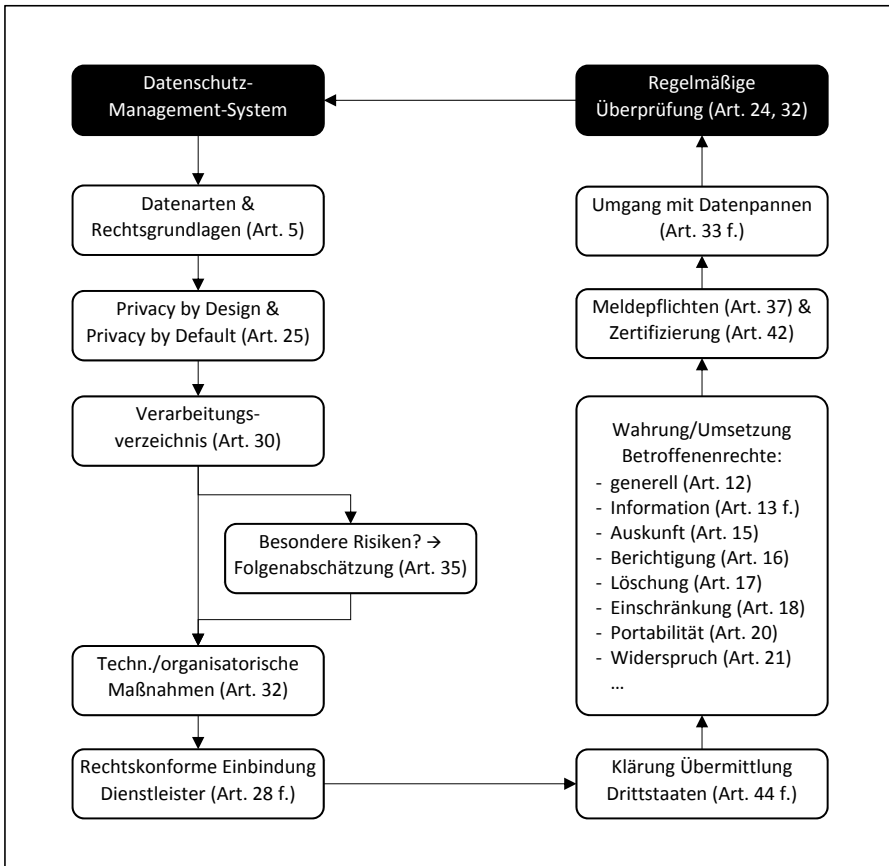 Datenschutz-
Management-System
Datenarten &
Rechtsgrundlagen (Art. 5)
Privacy by Design &
Privacy by Default (Art. 25)
Verarbeitungs-
verzeichnis (Art. 30)
Besondere Risiken? →
Folgenabschätzung (Art. 35)
Techn./organisatorische
Maßnahmen (Art. 32)
Rechtskonforme Einbindung
Dienstleister (Art. 28 f.)
Klärung Übermittlung
Drittstaaten (Art. 44 f.)
Wahrung/Umsetzung
Betroffenenrechte:
- generell (Art. 12)
- Information (Art. 13 f.)
- Auskunft (Art. 15)
- Berichtigung (Art. 16)
- Löschung (Art. 17)
- Einschränkung (Art. 18)
- Portabilität (Art. 20)
- Widerspruch (Art. 21)
...
Meldepflichten (Art. 37) &
Zertifizierung (Art. 42)
Umgang mit Datenpannen
(Art. 33 f.)
Regelmäßige
Überprüfung (Art. 24, 32)